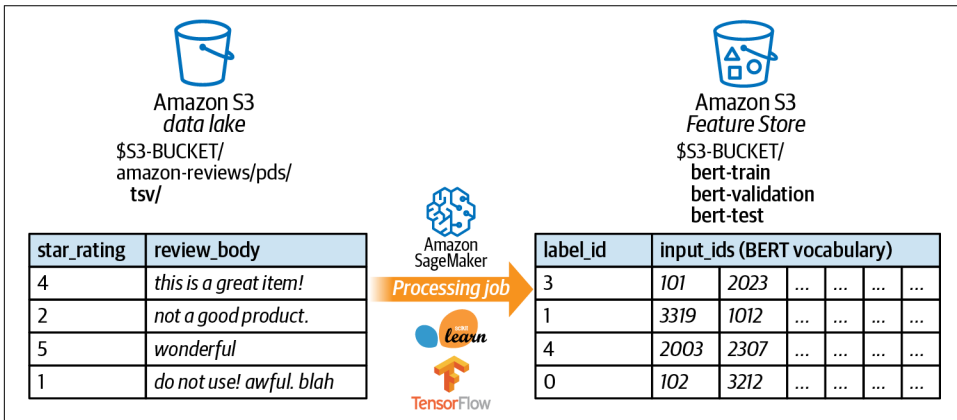 Amazon S3
data lake
$S3-BUCKET/
amazon-reviews/pds/
tsv/
star_rating review_body
4 this is a great item!
2 not a good product.
5 wonderful
1 do not use! awful. blah
Amazon
SageMaker
Processing job
learn
TensorFlow
Amazon S3
Feature Store
$S3-BUCKET/
bert-train
bert-validation
bert-test
label_id input_ids (BERT vocabulary)
3 101 2023 ... ... ... ...
1 3319 1012 ... ... ... ...
4 2003 2307 ... ... ... ...
0 102 3212 ... ... ... ...